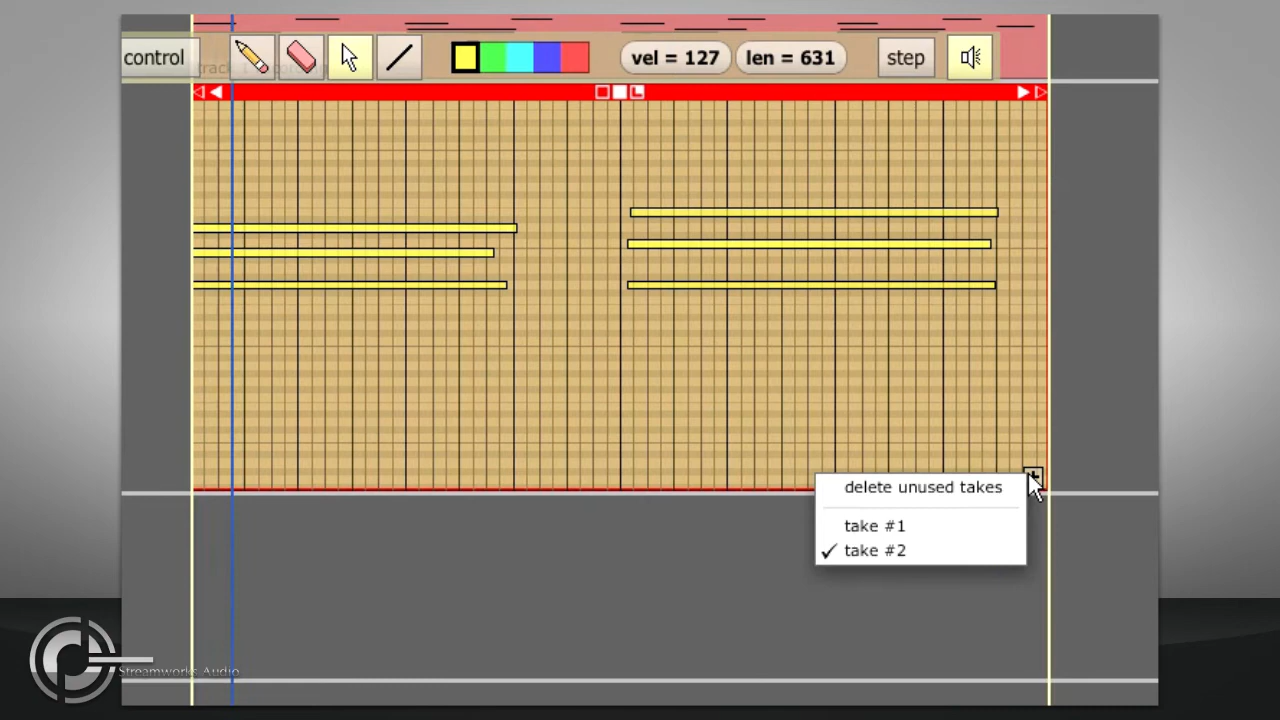 control
vel = 127
len = 631
step
delete unused takes
take #1
✓ take #2
Streamworks Audio